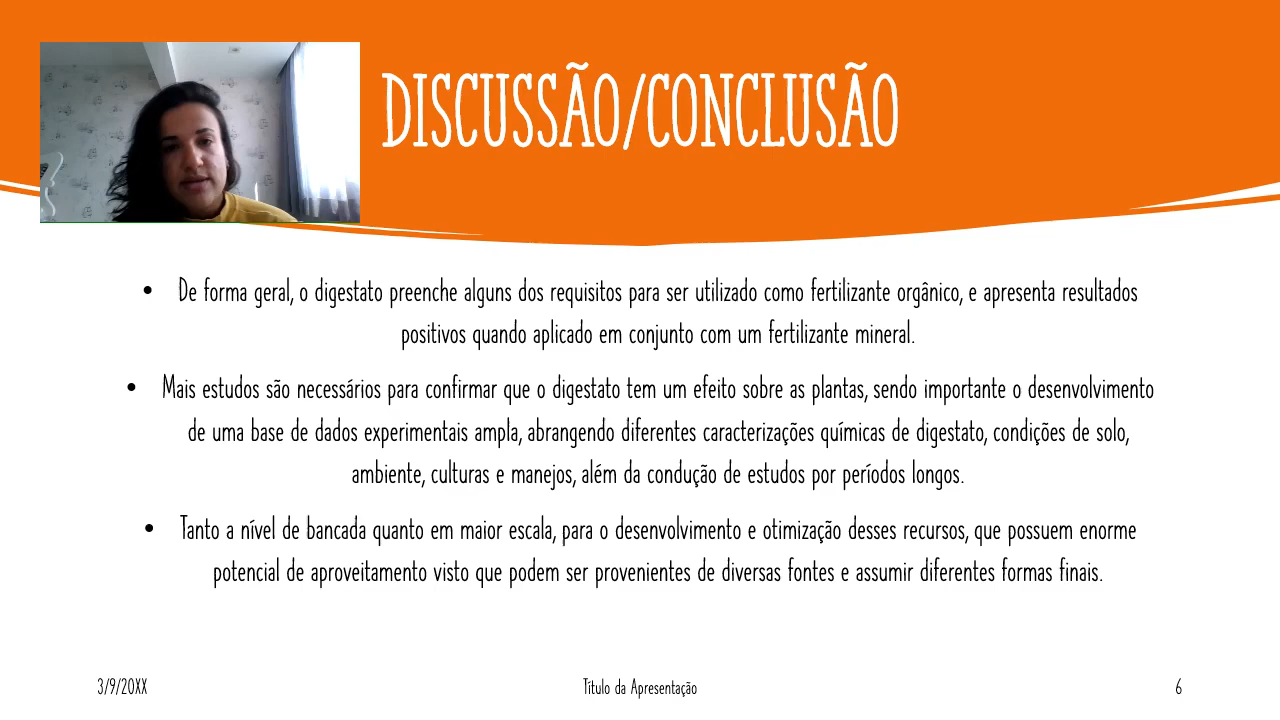 DISCUSSÃO/CONCLUSÃO
• De forma geral, o digestato preenche alguns dos requisitos para ser utilizado como fertilizante orgânico, e apresenta resultados
positivos quando aplicado em conjunto com um fertilizante mineral.
• Mais estudos são necessários para confirmar que o digestato tem um efeito sobre as plantas, sendo importante o desenvolvimento
de uma base de dados experimentais ampla, abrangendo diferentes caracterizações químicas de digestato, condições de solo,
ambiente, culturas e manejos, além da condução de estudos por períodos longos.
• Tanto a nível de bancada quanto em maior escala, para o desenvolvimento e otimização desses recursos, que possuem enorme
potencial de aproveitamento visto que podem ser provenientes de diversas fontes e assumir diferentes formas finais.
3/9/20XX
Título da Apresentação
6